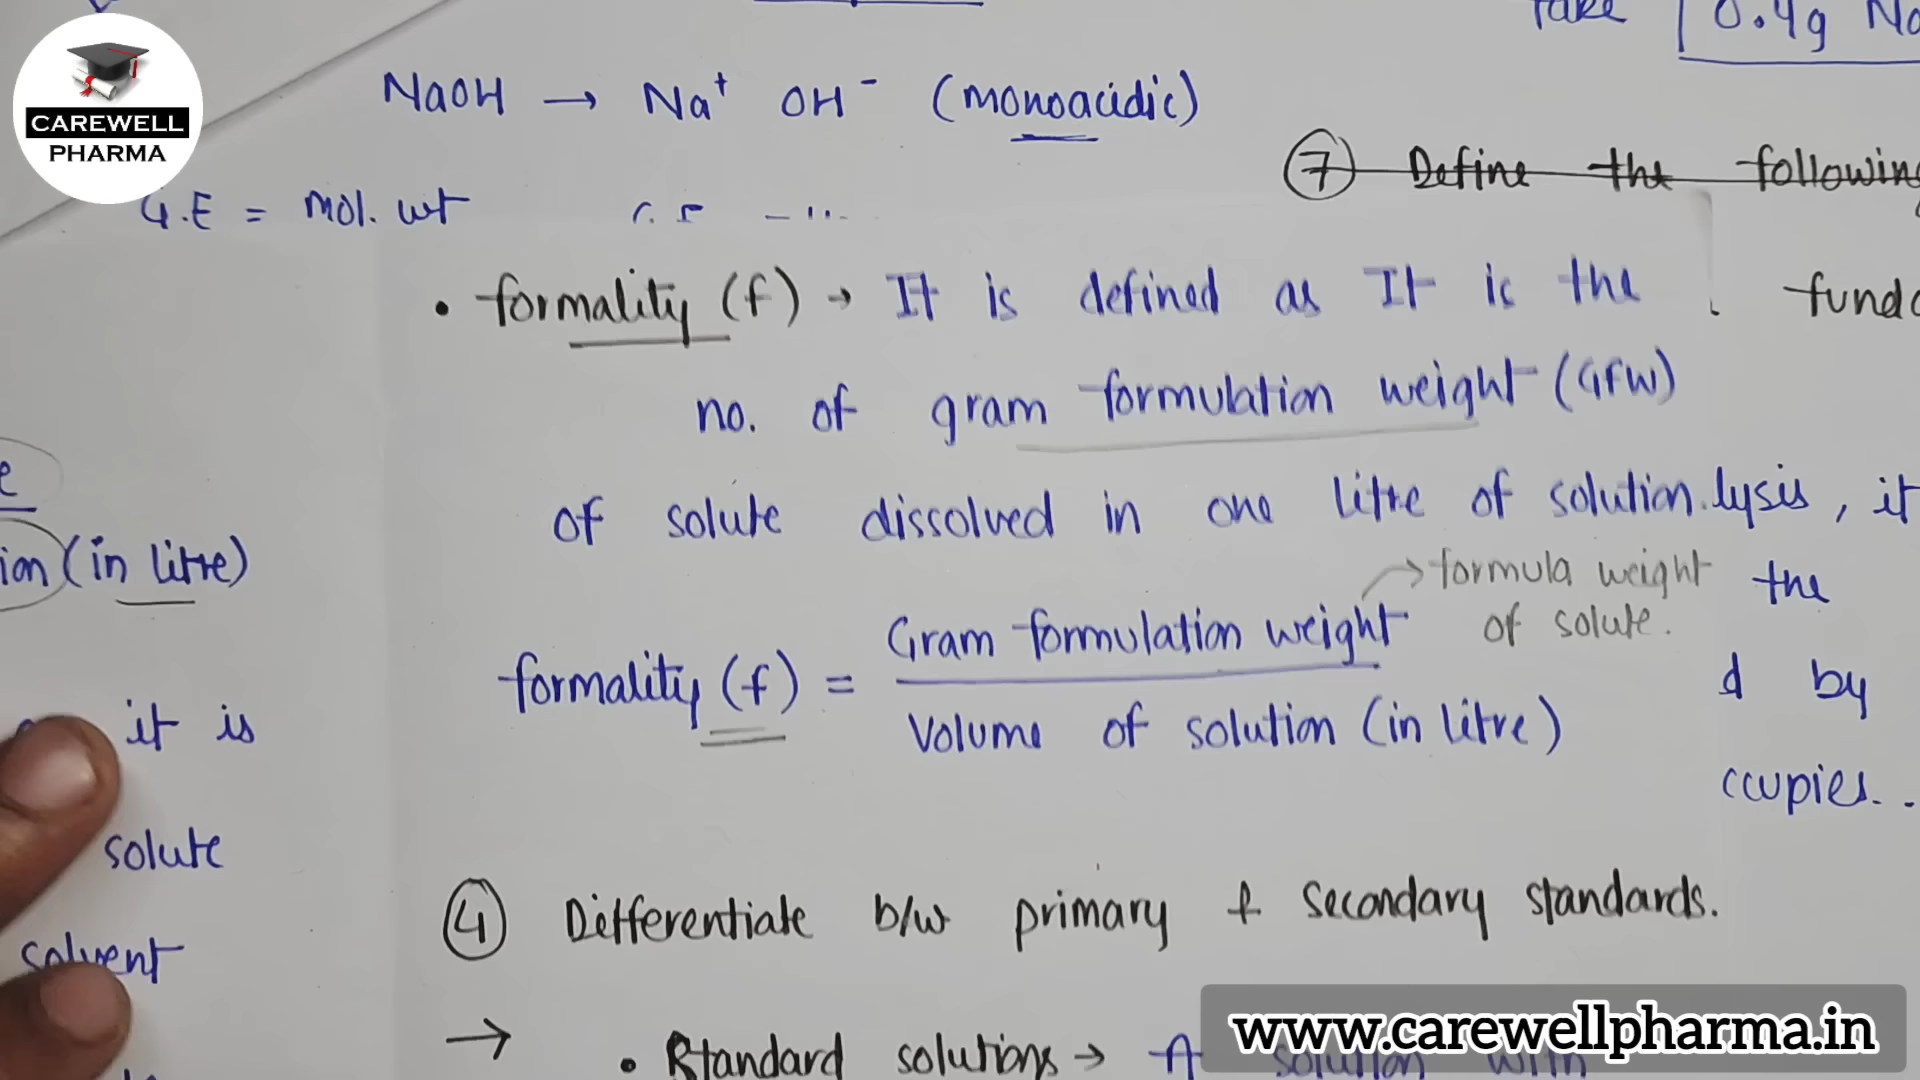 CAREWELL
PHARMA
Take 0.4g Na
NaOH → Na⁺ OH⁻ (monoacidic)
⑦ Define the following
G.E = mol. wt
• formality (f) → It is defined as It is the
no. of gram formulation weight (GFW)
of solute dissolved in one litre of solution.
formality (f) = Gram formulation weight
Volume of solution (in litre)
→ formula weight
of solute.
④ Differentiate b/w primary & secondary standards.
→ • Standard solutions → A solution with
(in litre)
it is
solute
solvent
lysis, it
the
by
www.carewellpharma.in